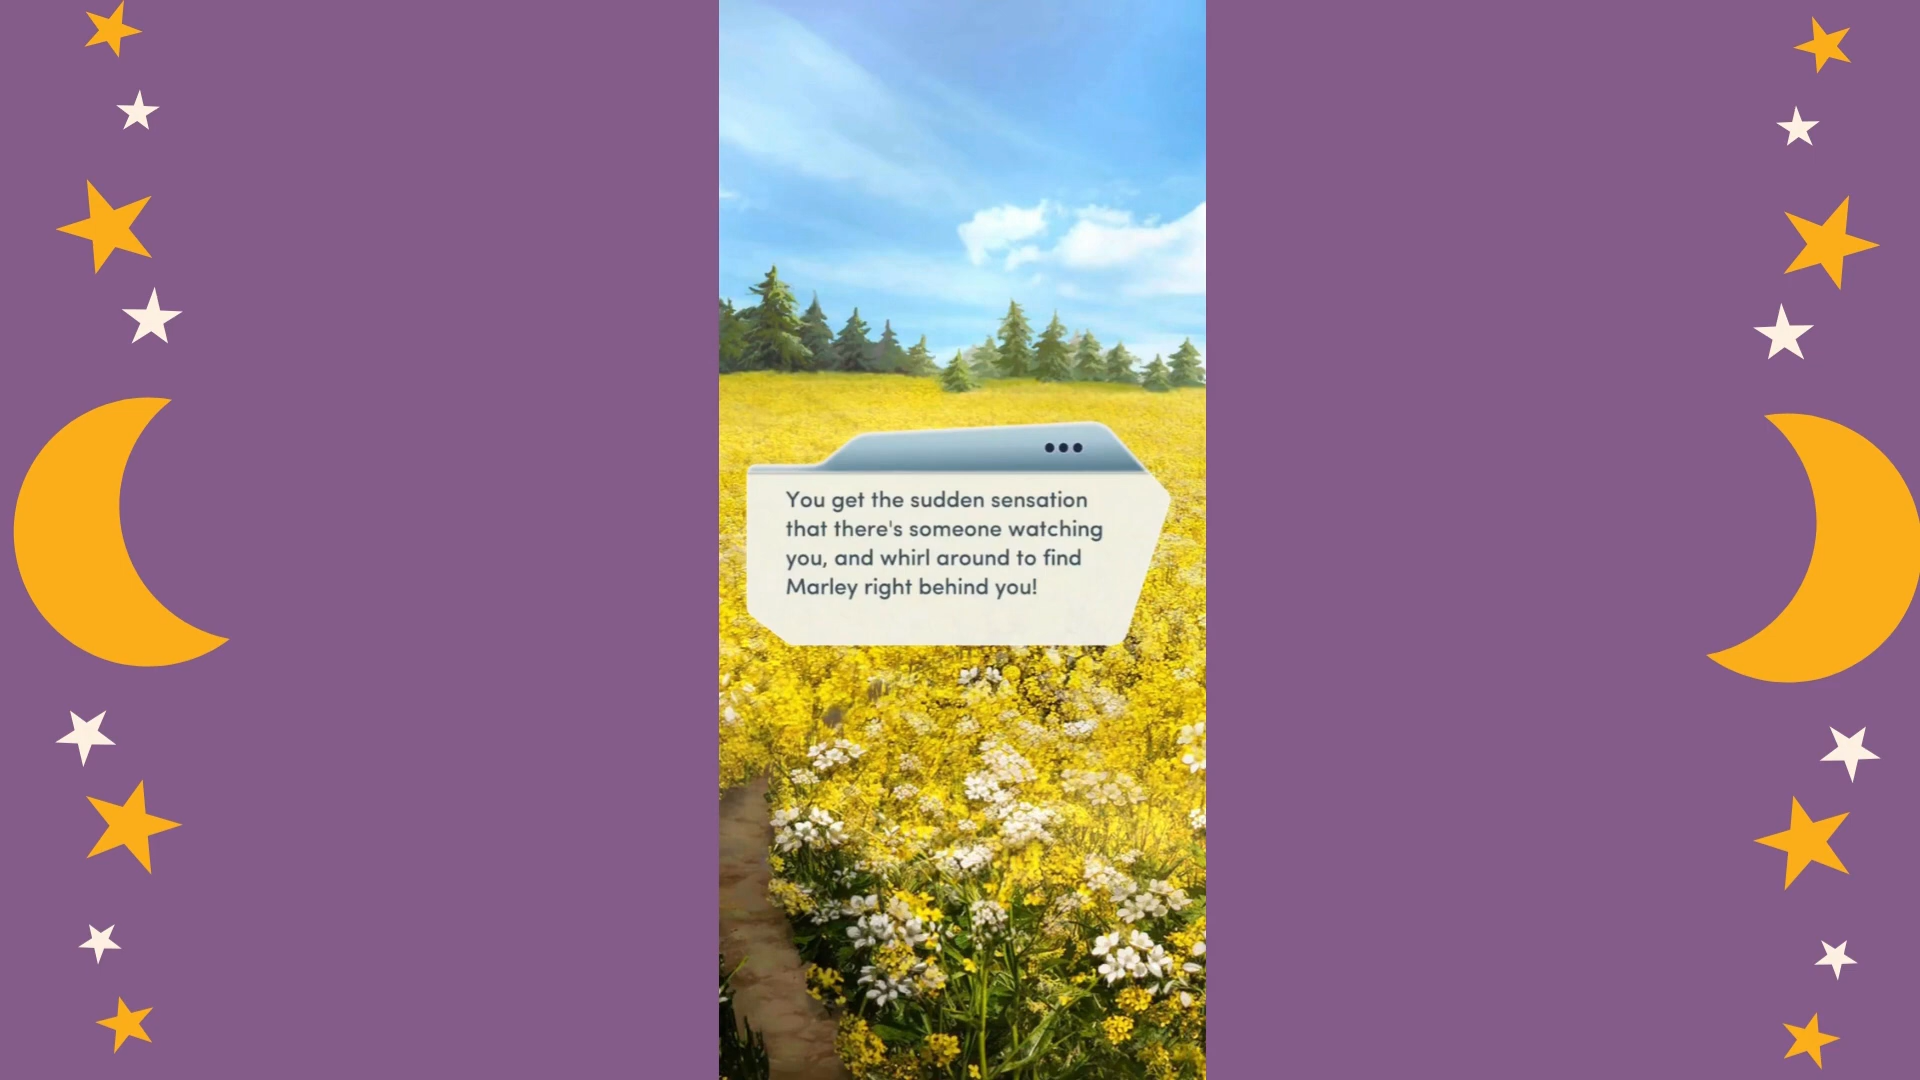 You get the sudden sensation
that there's someone watching
you, and whirl around to find
Marley right behind you!